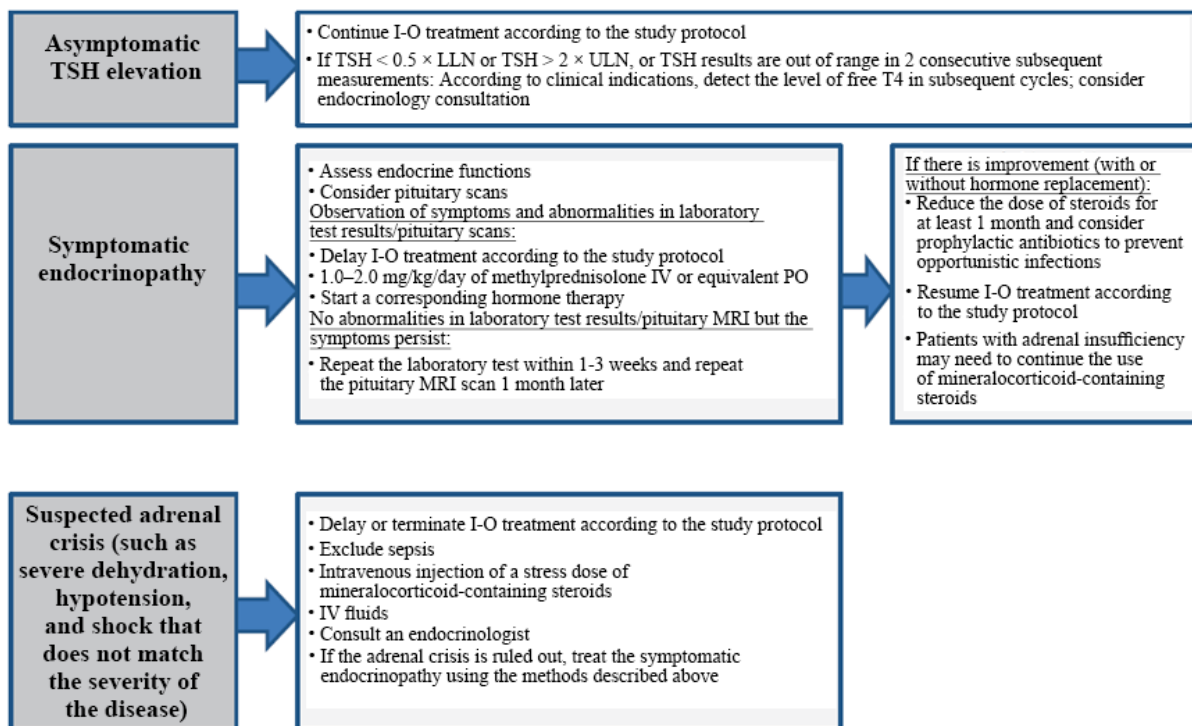 Asymptomatic
TSH elevation
• Continue I-O treatment according to the study protocol
• If TSH < 0.5 × LLN or TSH > 2 × ULN, or TSH results are out of range in 2 consecutive subsequent
measurements: According to clinical indications, detect the level of free T4 in subsequent cycles; consider
endocrinology consultation
Symptomatic
endocrinopathy
• Assess endocrine functions
• Consider pituitary scans
Observation of symptoms and abnormalities in laboratory
test results/pituitary scans:
• Delay I-O treatment according to the study protocol
• 1.0–2.0 mg/kg/day of methylprednisolone IV or equivalent PO
• Start a corresponding hormone therapy
No abnormalities in laboratory test results/pituitary MRI but the
symptoms persist:
• Repeat the laboratory test within 1-3 weeks and repeat
the pituitary MRI scan 1 month later
If there is improvement (with or
without hormone replacement):
• Reduce the dose of steroids for
at least 1 month and consider
prophylactic antibiotics to prevent
opportunistic infections
• Resume I-O treatment according
to the study protocol
• Patients with adrenal insufficiency
may need to continue the use
of mineralocorticoid-containing
steroids
Suspected adrenal
crisis (such as
severe dehydration,
hypotension,
and shock that
does not match
the severity of
the disease)
• Delay or terminate I-O treatment according to the study protocol
• Exclude sepsis
• Intravenous injection of a stress dose of
mineralocorticoid-containing steroids
• IV fluids
• Consult an endocrinologist
• If the adrenal crisis is ruled out, treat the symptomatic
endocrinopathy using the methods described above